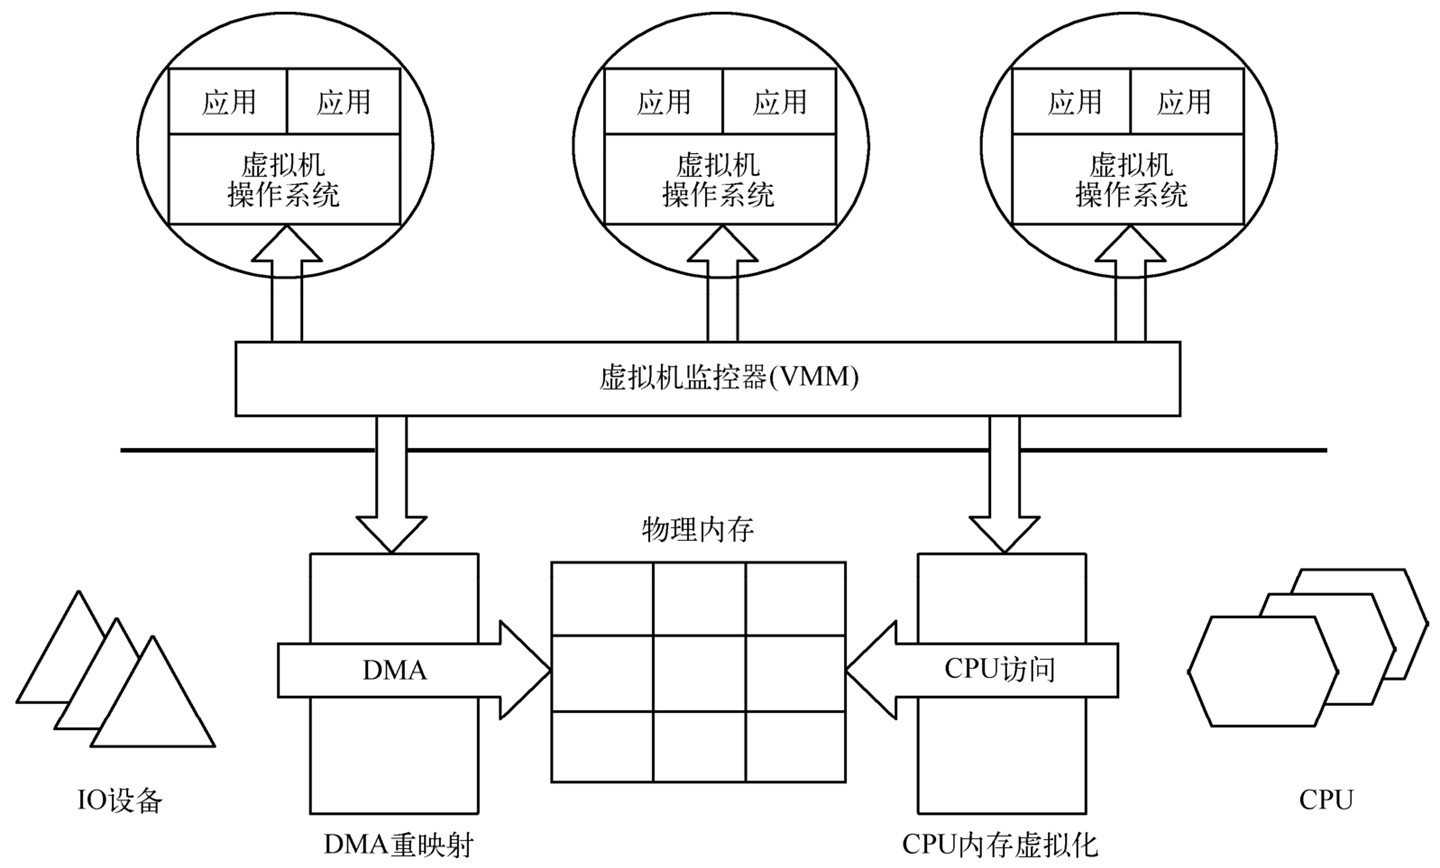 应用 应用
虚拟机
操作系统
应用 应用
虚拟机
操作系统
应用 应用
虚拟机
操作系统
虚拟机监控器(VMM)
物理内存
DMA
CPU访问
IO设备
CPU
DMA重映射
CPU内存虚拟化